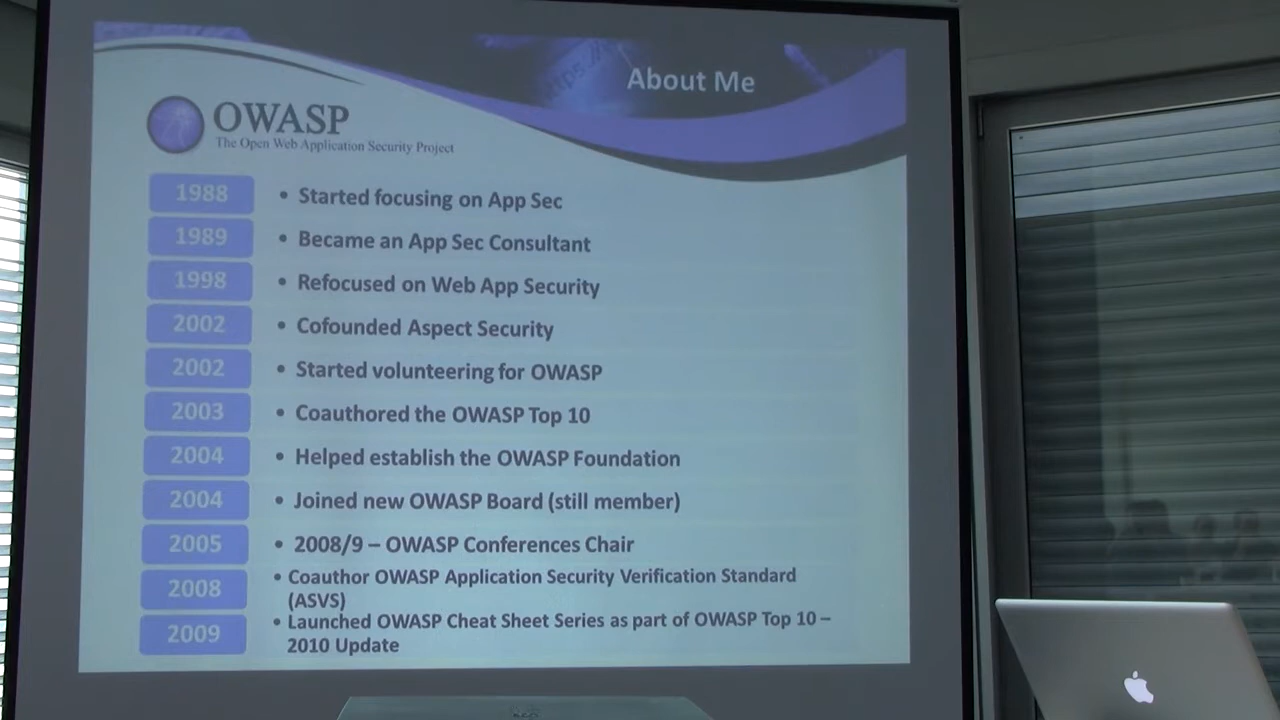 About Me
OWASP
The Open Web Application Security Project
1988
• Started focusing on App Sec
1989
• Became an App Sec Consultant
1998
• Refocused on Web App Security
2002
• Cofounded Aspect Security
2002
• Started volunteering for OWASP
2003
• Coauthored the OWASP Top 10
2004
• Helped establish the OWASP Foundation
2004
• Joined new OWASP Board (still member)
2005
• 2008/9 – OWASP Conferences Chair
2008
• Coauthor OWASP Application Security Verification Standard
(ASVS)
2009
• Launched OWASP Cheat Sheet Series as part of OWASP Top 10 –
2010 Update